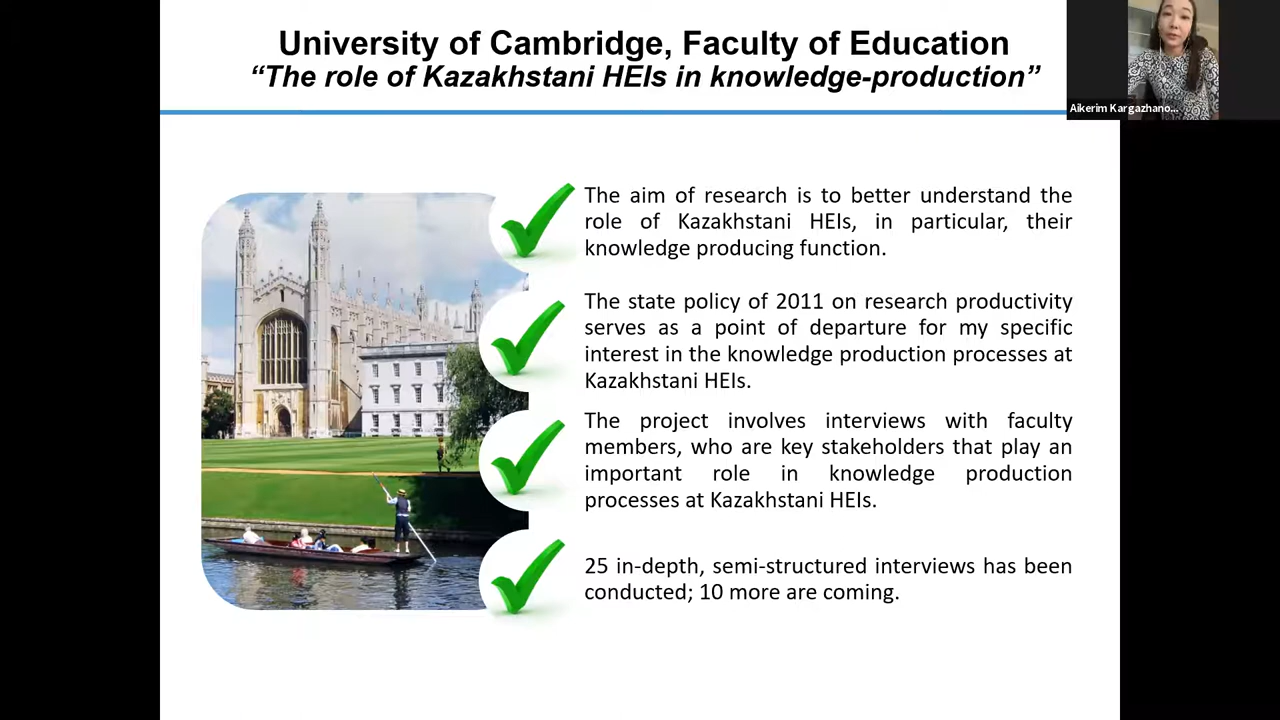 University of Cambridge, Faculty of Education
“The role of Kazakhstani HEIs in knowledge-production”
Aikerim Kargazhano...
The aim of research is to better understand the
role of Kazakhstani HEIs, in particular, their
knowledge producing function.
The state policy of 2011 on research productivity
serves as a point of departure for my specific
interest in the knowledge production processes at
Kazakhstani HEIs.
The project involves interviews with faculty
members, who are key stakeholders that play an
important role in knowledge production
processes at Kazakhstani HEIs.
25 in-depth, semi-structured interviews has been
conducted; 10 more are coming.